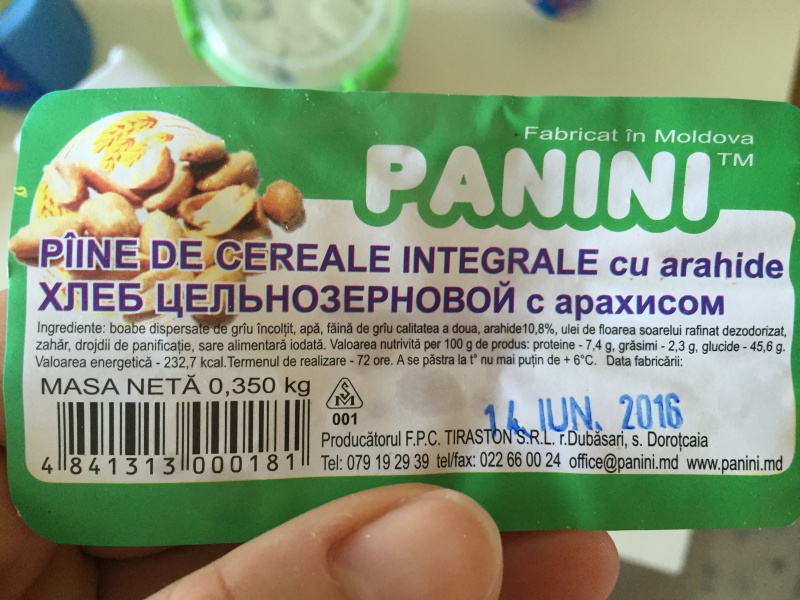 Fabricat în Moldova
PANINI™
PÎINE DE CEREALE INTEGRALE cu arahide
ХЛЕБ ЦЕЛЬНОЗЕРНОВОЙ с арахисом
Ingrediente: boabe dispersate de grîu încolțit, apă, făină de grîu calitatea a doua, arahide10,8%, ulei de floarea soarelui rafinat dezodorizat,
zahăr, drojdii de panificație, sare alimentară iodată. Valoarea nutrivită per 100 g de produs: proteine - 7,4 g, grăsimi - 2,3 g, glucide - 45,6 g.
Valoarea energetică - 232,7 kcal.Termenul de realizare - 72 ore. A se păstra la t° nu mai puțin de + 6°C. Data fabricării:
MASA NETĂ 0,350 kg
001
14. IUN. 2016
Producătorul F.P.C. TIRASTON S.R.L. r.Dubăsari, s. Doroțcaia
4 841313 000181
Tel: 079 19 29 39 tel/fax: 022 66 00 24 office@panini.md www.panini.md